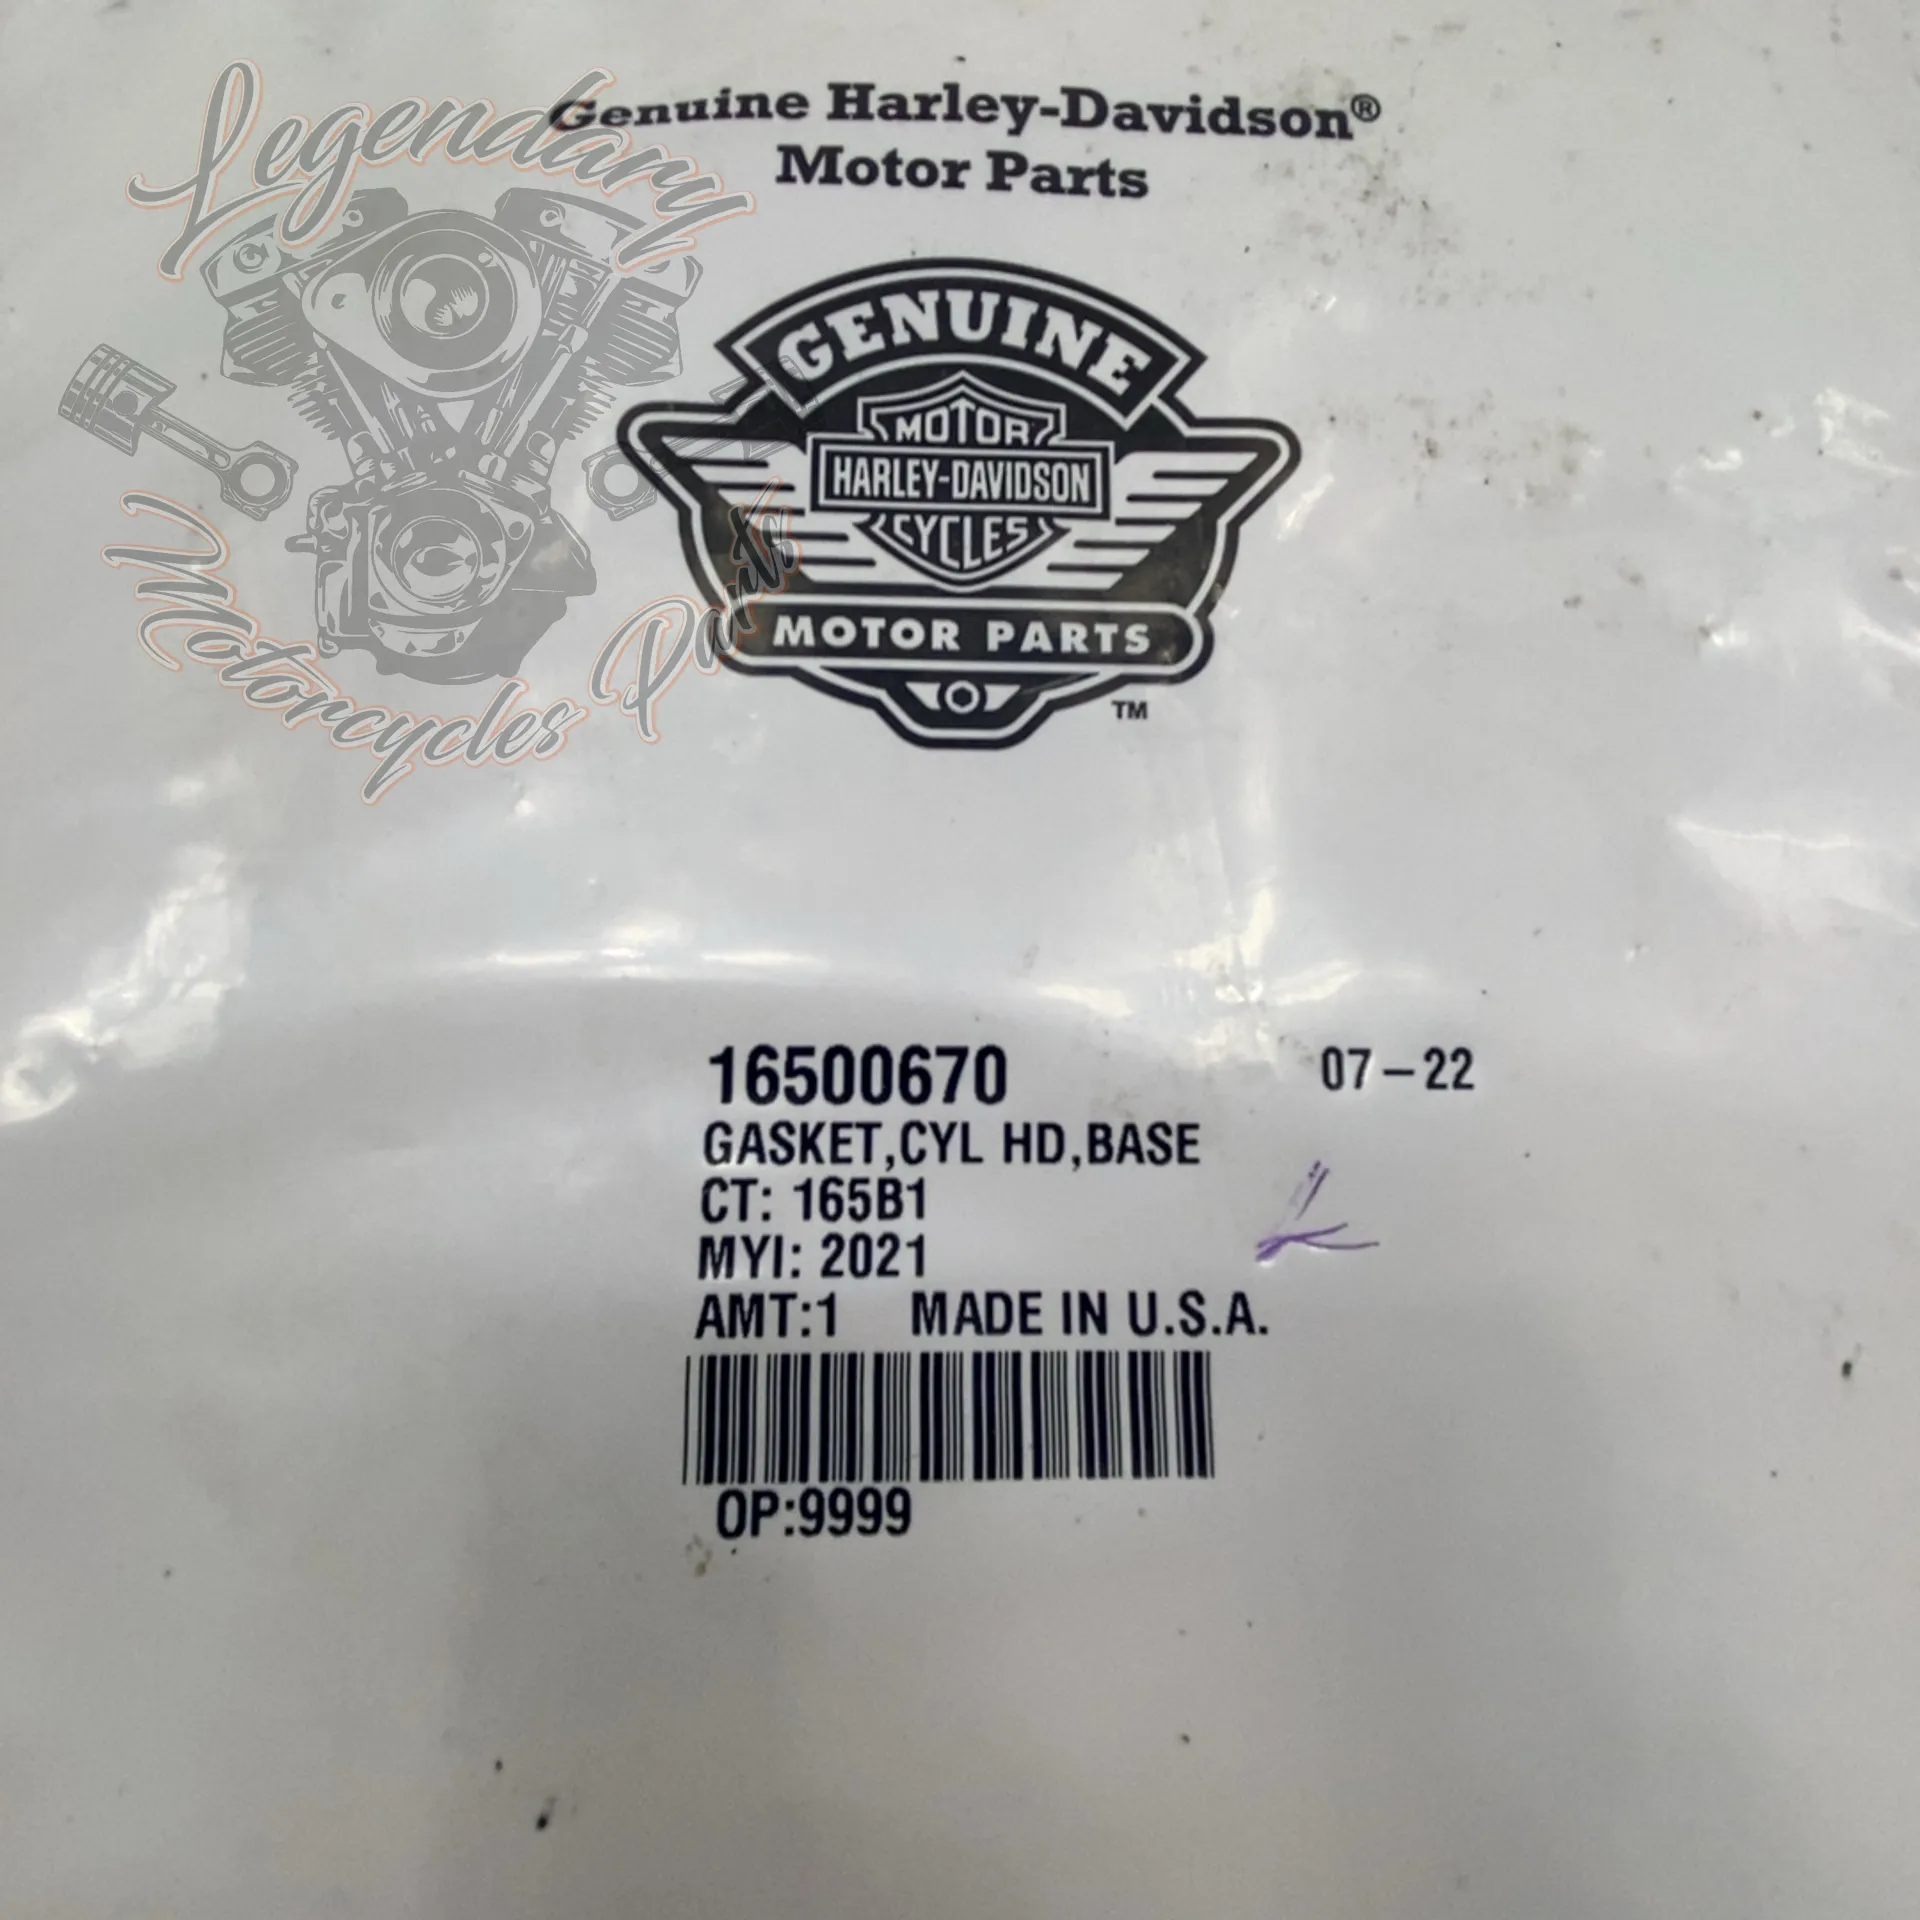 Genuine Harley-Davidson®
Motor Parts
Legendary
Motorcycles Parts
GENUINE
MOTOR
HARLEY-DAVIDSON
CYCLES
MOTOR PARTS
TM
16500670 07-22
GASKET,CYL HD,BASE
CT: 165B1
MYI: 2021
AMT:1 MADE IN U.S.A.
OP:9999